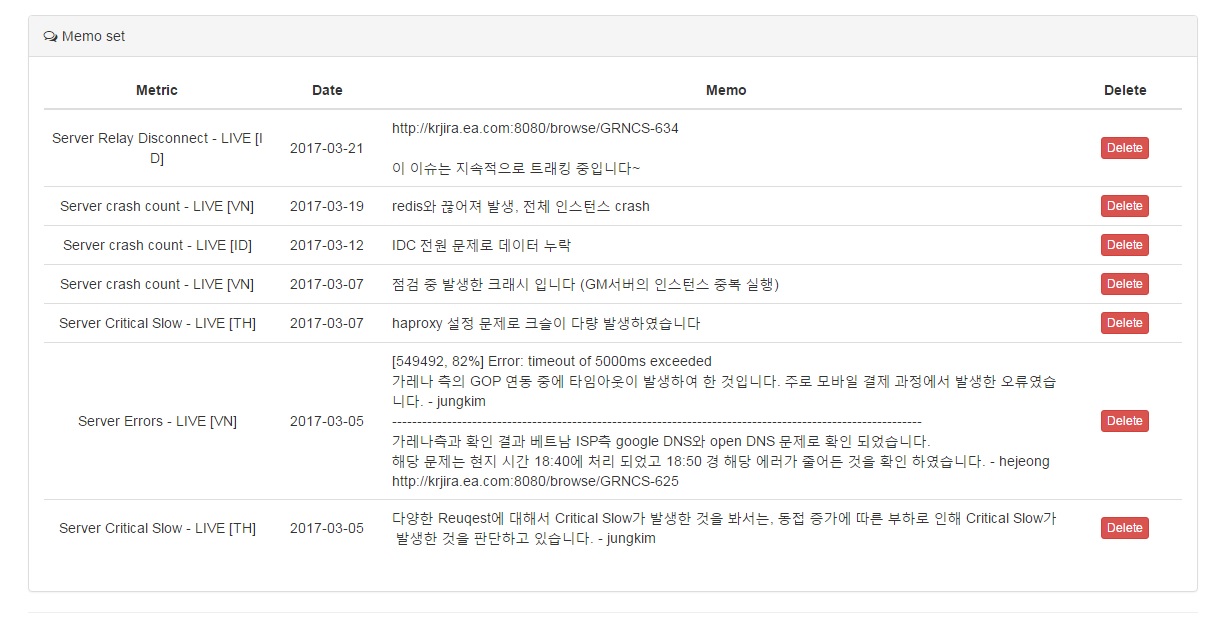 Memo set
Metric Date Memo Delete
http://krjira.ea.com:8080/browse/GRNCS-634
Server Relay Disconnect - LIVE [I
D]
2017-03-21
Delete
이 이슈는 지속적으로 트래킹 중입니다~
Server crash count - LIVE [VN] 2017-03-19 redis와 끊어져 발생, 전체 인스턴스 crash Delete
Server crash count - LIVE [ID] 2017-03-12 IDC 전원 문제로 데이터 누락 Delete
Server crash count - LIVE [VN] 2017-03-07 점검 중 발생한 크래시 입니다 (GM서버의 인스턴스 중복 실행) Delete
Server Critical Slow - LIVE [TH] 2017-03-07 haproxy 설정 문제로 크슬이 다량 발생하였습니다 Delete
Server Errors - LIVE [VN] 2017-03-05
[549492, 82%] Error: timeout of 5000ms exceeded
가레나 측의 GOP 연동 중에 타임아웃이 발생하여 한 것입니다. 주로 모바일 결제 과정에서 발생한 오류였습
니다. - jungkim
----------------------------------------------------------------------------------------------------------
가레나측과 확인 결과 베트남 ISP측 google DNS와 open DNS 문제로 확인 되었습니다.
해당 문제는 현지 시간 18:40에 처리 되었고 18:50 경 해당 에러가 줄어든 것을 확인 하였습니다. - hejeong
http://krjira.ea.com:8080/browse/GRNCS-625
Delete
Server Critical Slow - LIVE [TH] 2017-03-05
다양한 Reuqest에 대해서 Critical Slow가 발생한 것을 봐서는, 동접 증가에 따른 부하로 인해 Critical Slow가
발생한 것을 판단하고 있습니다. - jungkim
Delete